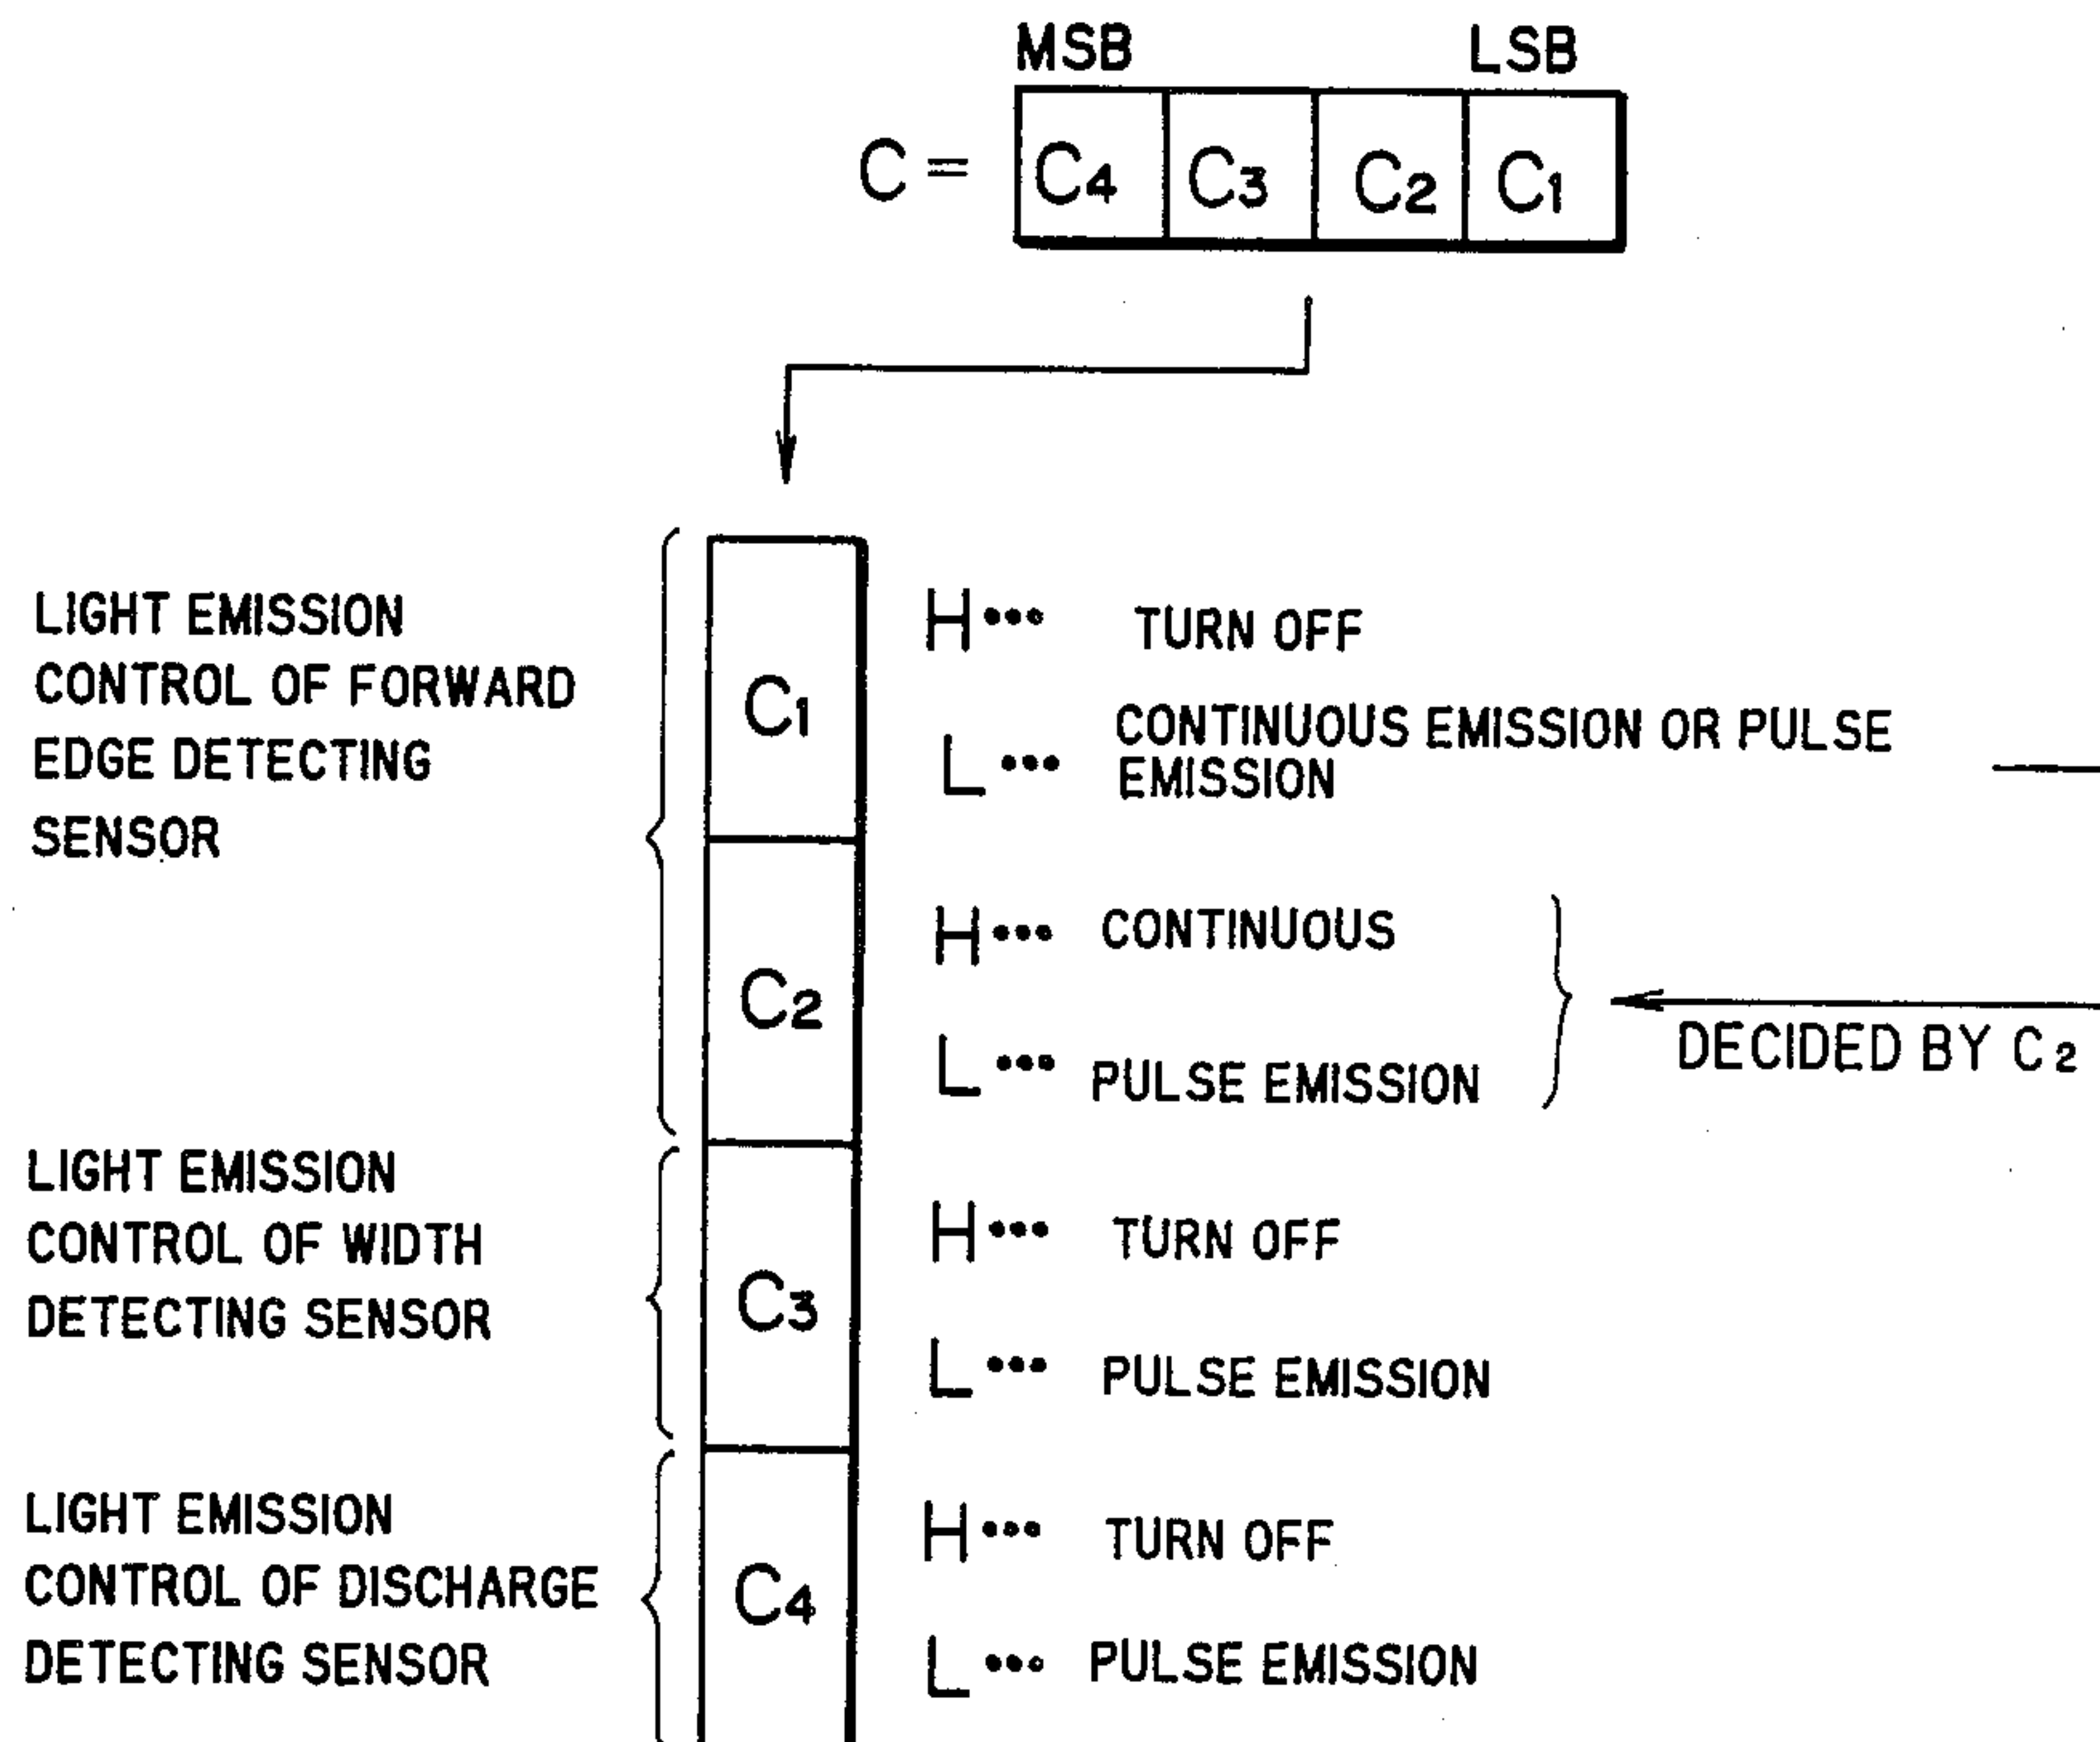 MSB LSB
C = C4 C3 C2 C1
LIGHT EMISSION
CONTROL OF FORWARD
EDGE DETECTING
SENSOR
C1
H••• TURN OFF
L••• CONTINUOUS EMISSION OR PULSE
EMISSION
C2
H••• CONTINUOUS
L••• PULSE EMISSION
DECIDED BY C2
LIGHT EMISSION
CONTROL OF WIDTH
DETECTING SENSOR
C3
H••• TURN OFF
L••• PULSE EMISSION
LIGHT EMISSION
CONTROL OF DISCHARGE
DETECTING SENSOR
C4
H••• TURN OFF
L••• PULSE EMISSION